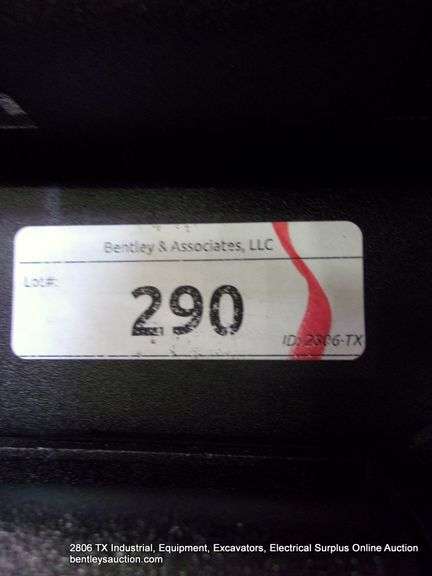 Bentley & Associates, LLC
Lot#:
290
ID: 2806-TX
2806 TX Industrial, Equipment, Excavators, Electrical Surplus Online Auction
bentleysauction.com